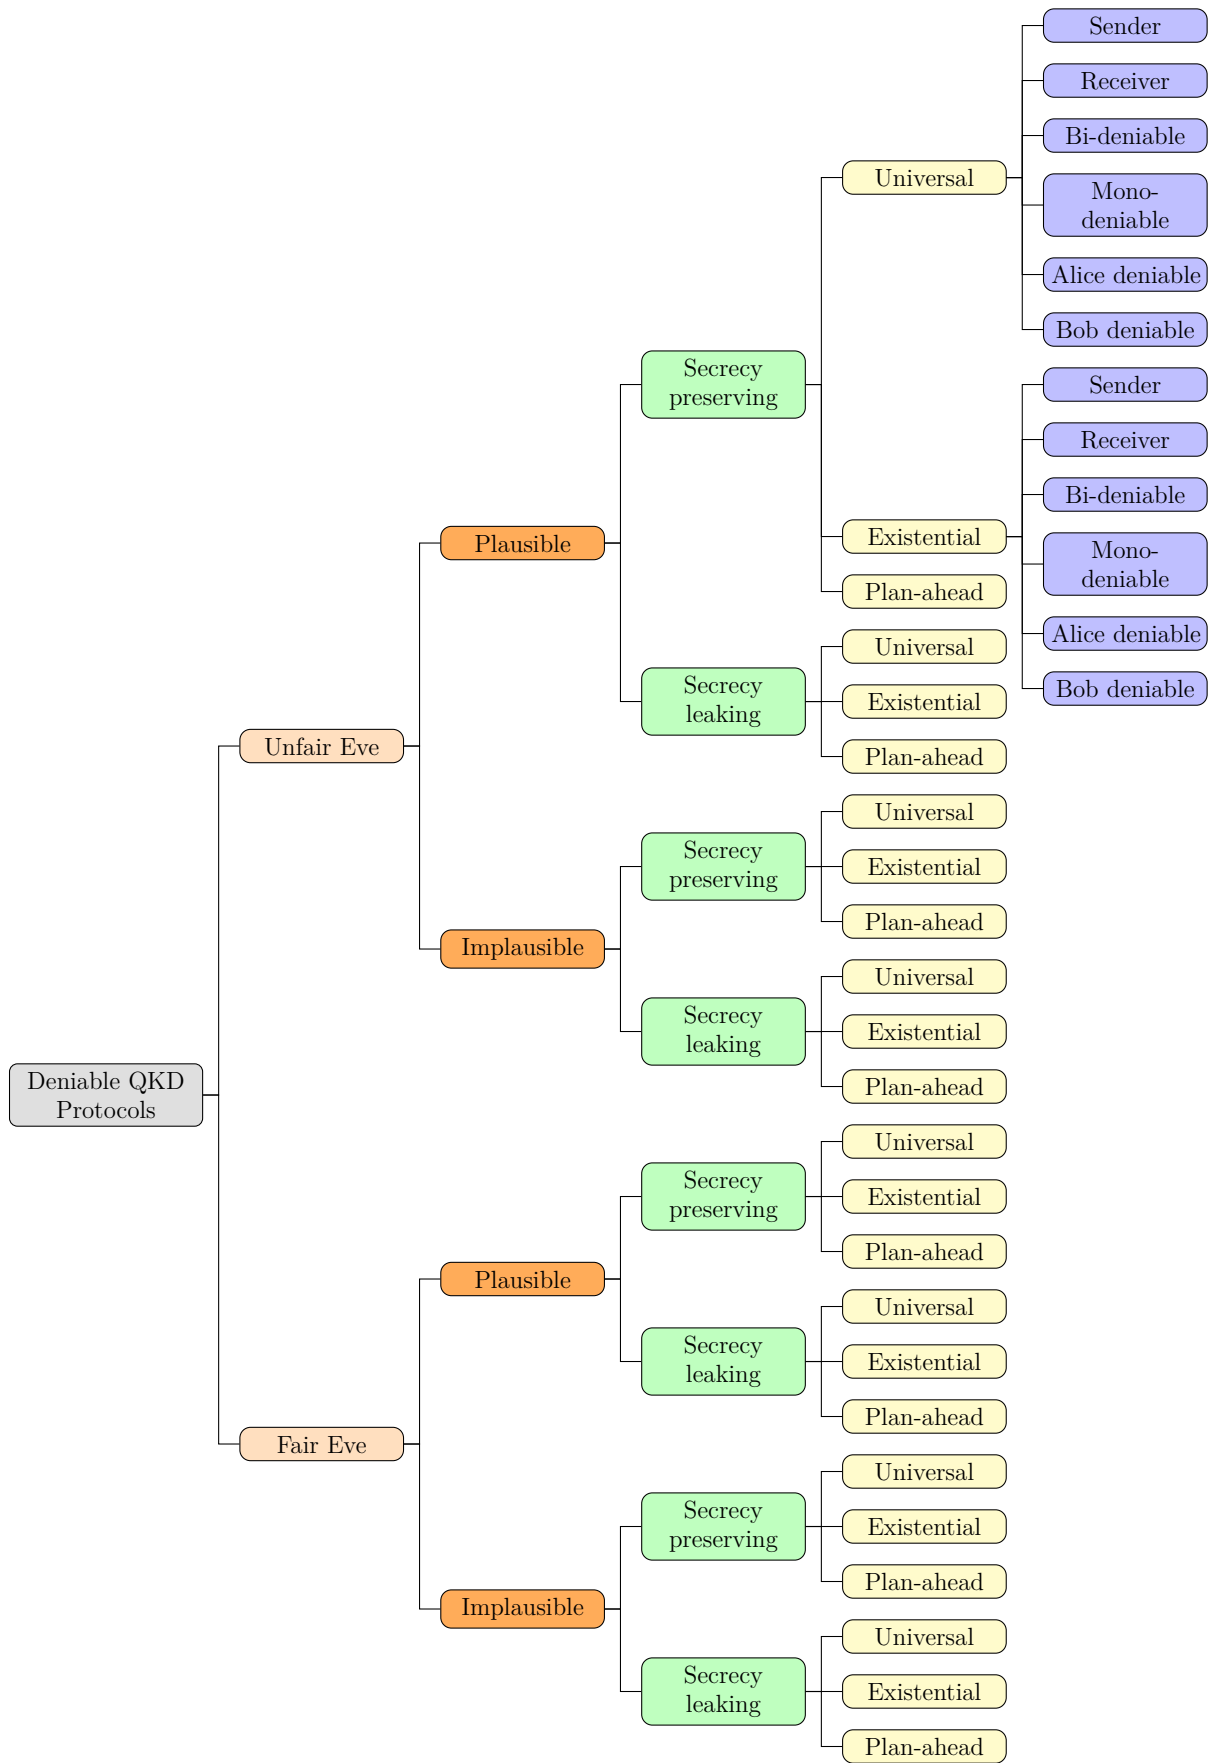 Sender
Receiver
Bi-deniable
Universal
Mono-
deniable
Alice deniable
Bob deniable
Secrecy
preserving
Sender
Receiver
Bi-deniable
Existential
Plausible
Mono-
deniable
Plan-ahead
Alice deniable
Universal
Secrecy
leaking
Existential
Bob deniable
Unfair Eve
Plan-ahead
Universal
Secrecy
preserving
Existential
Plan-ahead
Implausible
Universal
Secrecy
leaking
Existential
Deniable QKD
Protocols
Plan-ahead
Universal
Secrecy
preserving
Existential
Plan-ahead
Plausible
Universal
Secrecy
leaking
Existential
Plan-ahead
Fair Eve
Universal
Secrecy
preserving
Existential
Plan-ahead
Implausible
Universal
Secrecy
leaking
Existential
Plan-ahead